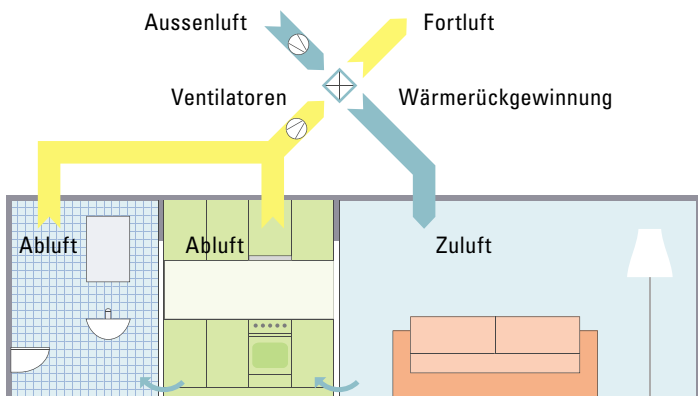 Aussenluft
Fortluft
Ventilatoren
Wärmerückgewinnung
Abluft
Abluft
Zuluft